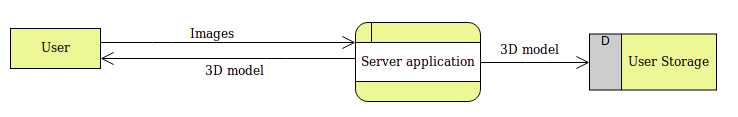 User
Images
3D model
Server application
3D model
D
User Storage